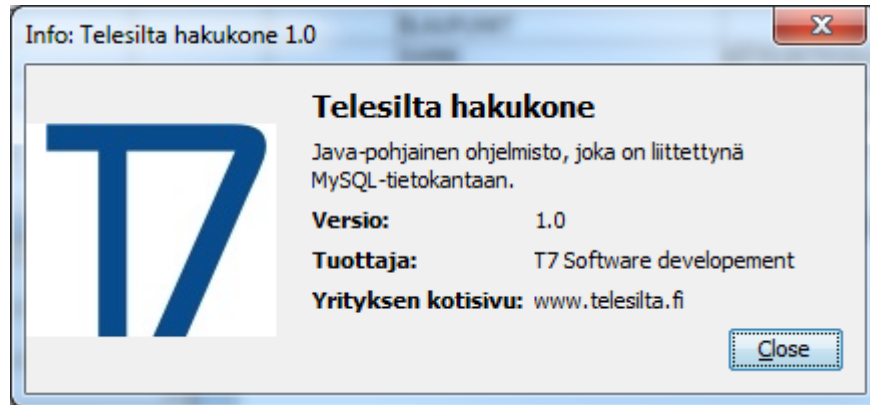 Info: Telesilta hakukone 1.0
T7
Telesilta hakukone
Java-pohjainen ohjelmisto, joka on liittettynä
MySQL-tietokantaan.
Versio: 1.0
Tuottaja: T7 Software developement
Yrityksen kotisivu: www.telesilta.fi
Close